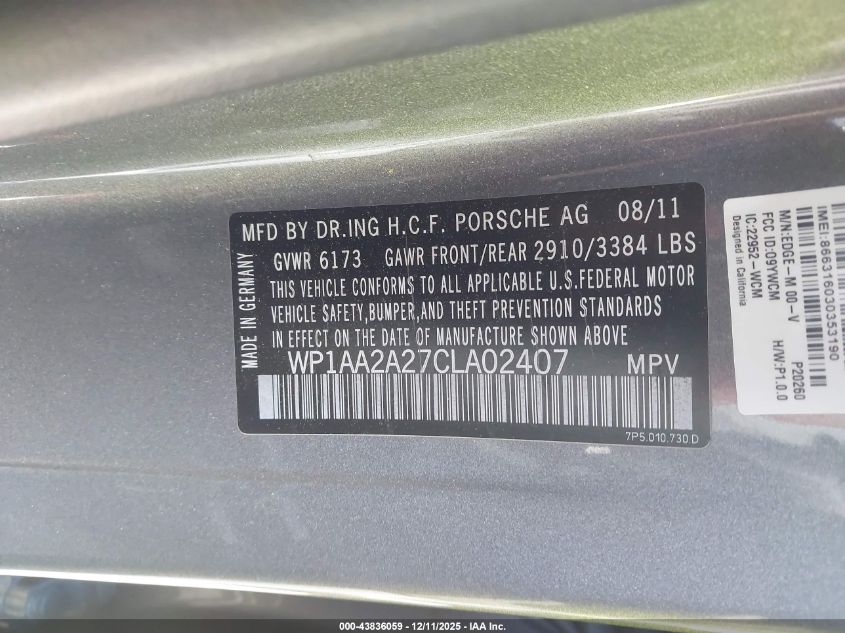 MFD BY DR.ING H.C.F. PORSCHE AG 08/11
GVWR 6173 GAWR FRONT/REAR 2910/3384 LBS
THIS VEHICLE CONFORMS TO ALL APPLICABLE U.S.FEDERAL MOTOR
VEHICLE SAFETY,BUMPER,AND THEFT PREVENTION STANDARDS
IN EFFECT ON THE DATE OF MANUFACTURE SHOWN ABOVE
WP1AA2A27CLA02407 MPV
7P5.010.730 D
MADE IN GERMANY
IMEI:866316030353190
M/N:EDGE-M 00-V P20260
FCC ID:O9YWCM H/W:P1.0.0
IC:22952-WCM
Designed in California
000-43836059 - 12/11/2025 - IAA Inc.